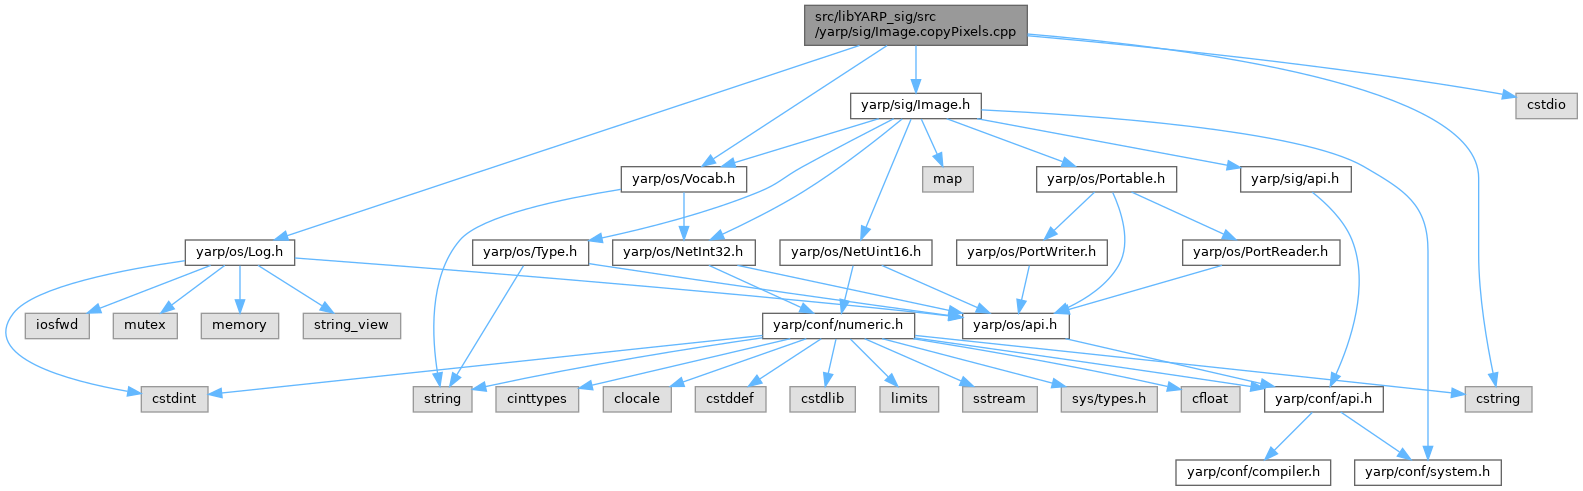 src/libYARP_sig/src
/yarp/sig/Image.copyPixels.cpp
yarp/sig/Image.h
cstdio
yarp/os/Vocab.h
map
yarp/os/Portable.h
yarp/sig/api.h
yarp/os/Log.h
yarp/os/Type.h
yarp/os/NetInt32.h
yarp/os/NetUint16.h
yarp/os/PortWriter.h
yarp/os/PortReader.h
iosfwd
mutex
memory
string_view
yarp/conf/numeric.h
yarp/os/api.h
cstdint
string
cinttypes
clocale
cstddef
cstdlib
limits
sstream
sys/types.h
cfloat
yarp/conf/api.h
cstring
yarp/conf/compiler.h
yarp/conf/system.h